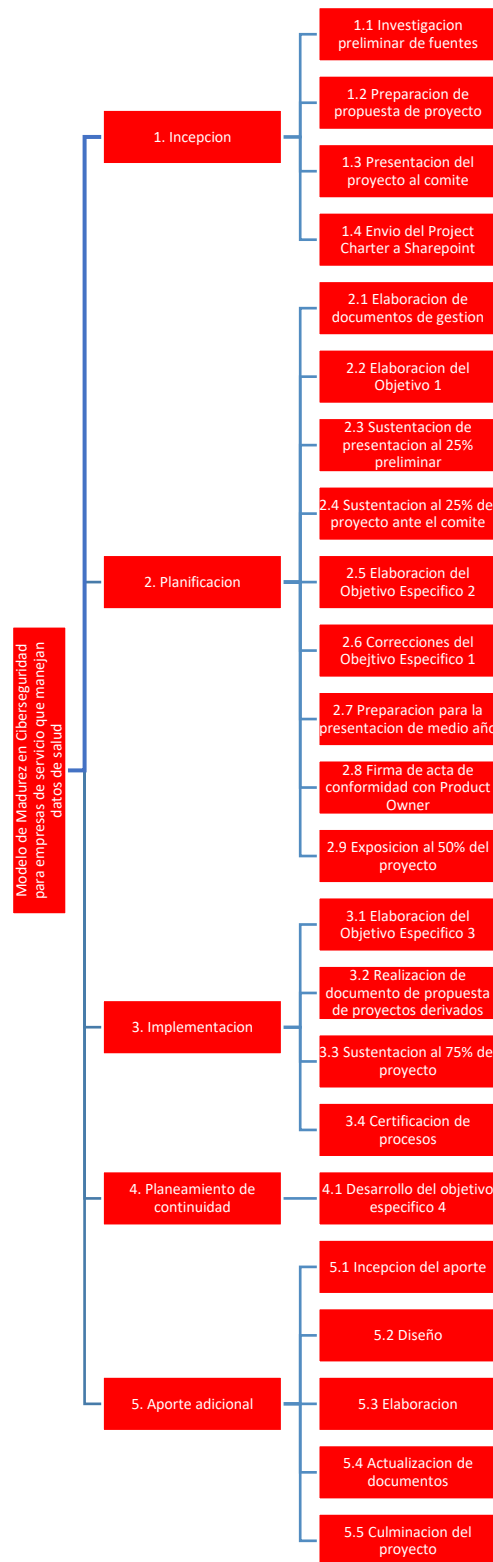 Modelo de Madurez en Ciberseguridad
para empresas de servicio que manejan
datos de salud
1. Incepcion
1.1 Investigacion
preliminar de fuentes
1.2 Preparacion de
propuesta de proyecto
1.3 Presentacion del
proyecto al comite
1.4 Envio del Project
Charter a Sharepoint
2. Planificacion
2.1 Elaboracion de
documentos de gestion
2.2 Elaboracion del
Objetivo 1
2.3 Sustentacion de
presentacion al 25%
preliminar
2.4 Sustentacion al 25% de
proyecto ante el comite
2.5 Elaboracion del
Objetivo Especifico 2
2.6 Correcciones del
Obejtivo Especifico 1
2.7 Preparacion para la
presentacion de medio año
2.8 Firma de acta de
conformidad con Product
Owner
2.9 Exposicion al 50% del
proyecto
3. Implementacion
3.1 Elaboracion del
Objetivo Especifico 3
3.2 Realizacion de
documento de propuesta
de proyectos derivados
3.3 Sustentacion al 75% de
proyecto
3.4 Certificacion de
procesos
4. Planeamiento de
continuidad
4.1 Desarrollo del objetivo
especifico 4
5. Aporte adicional
5.1 Incepcion del aporte
5.2 Diseño
5.3 Elaboracion
5.4 Actualizacion de
documentos
5.5 Culminacion del
proyecto